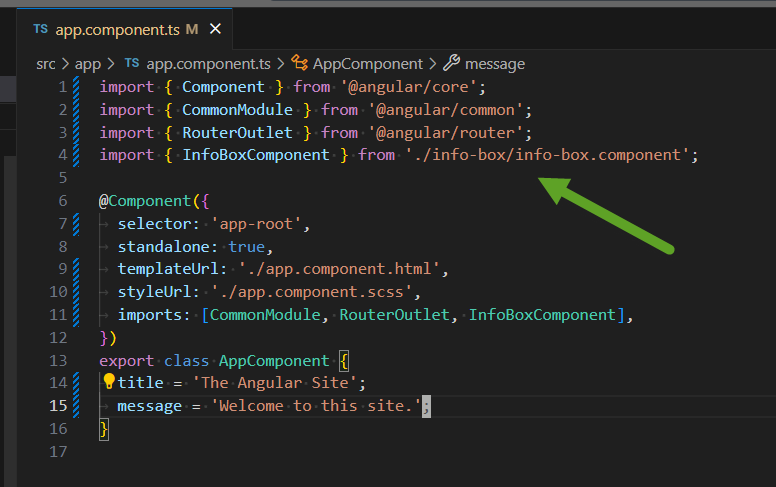 TS app.component.ts M ×
src > app > TS app.component.ts > AppComponent > message
1 import { Component } from '@angular/core';
2 import { CommonModule } from '@angular/common';
3 import { RouterOutlet } from '@angular/router';
4 import { InfoBoxComponent } from './info-box/info-box.component';
5
6 @Component({
7 selector: 'app-root',
8 standalone: true,
9 templateUrl: './app.component.html',
10 styleUrl: './app.component.scss',
11 imports: [CommonModule, RouterOutlet, InfoBoxComponent],
12 })
13 export class AppComponent {
14 title = 'The Angular Site';
15 message = 'Welcome to this site.';
16 }
17